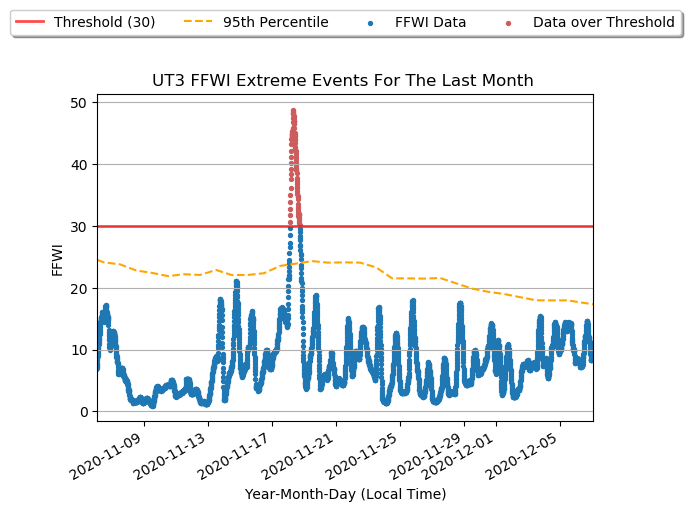 Threshold (30) 95th Percentile FFWI Data Data over Threshold
UT3 FFWI Extreme Events For The Last Month
50
40
30
20
10
0
FFWI
2020-11-09 2020-11-13 2020-11-17 2020-11-21 2020-11-25 2020-11-29 2020-12-01 2020-12-05
Year-Month-Day (Local Time)